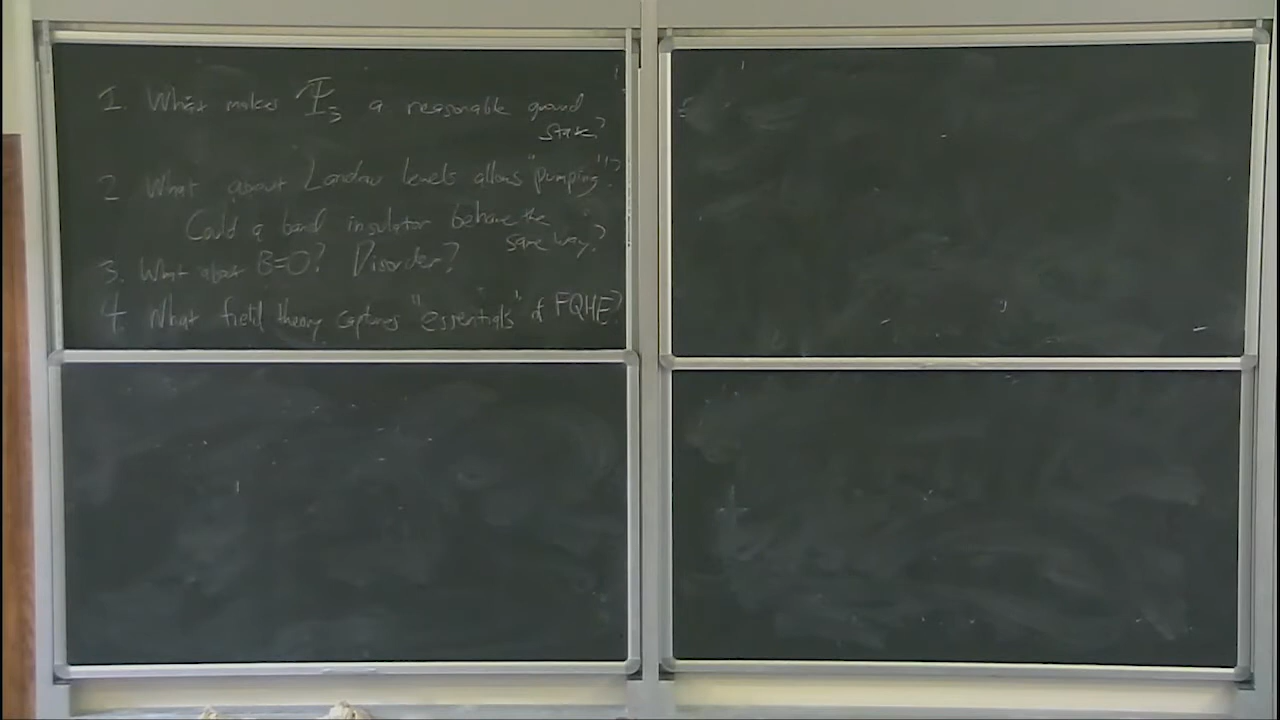 1. What makes Ψ₃ a reasonable ground
state?
2 What about Landau levels allows "pumping"!?
Could a band insulator behave the
same way?
3. What about B=0? Disorder?
4. What field theory captures "essentials" of FQHE?